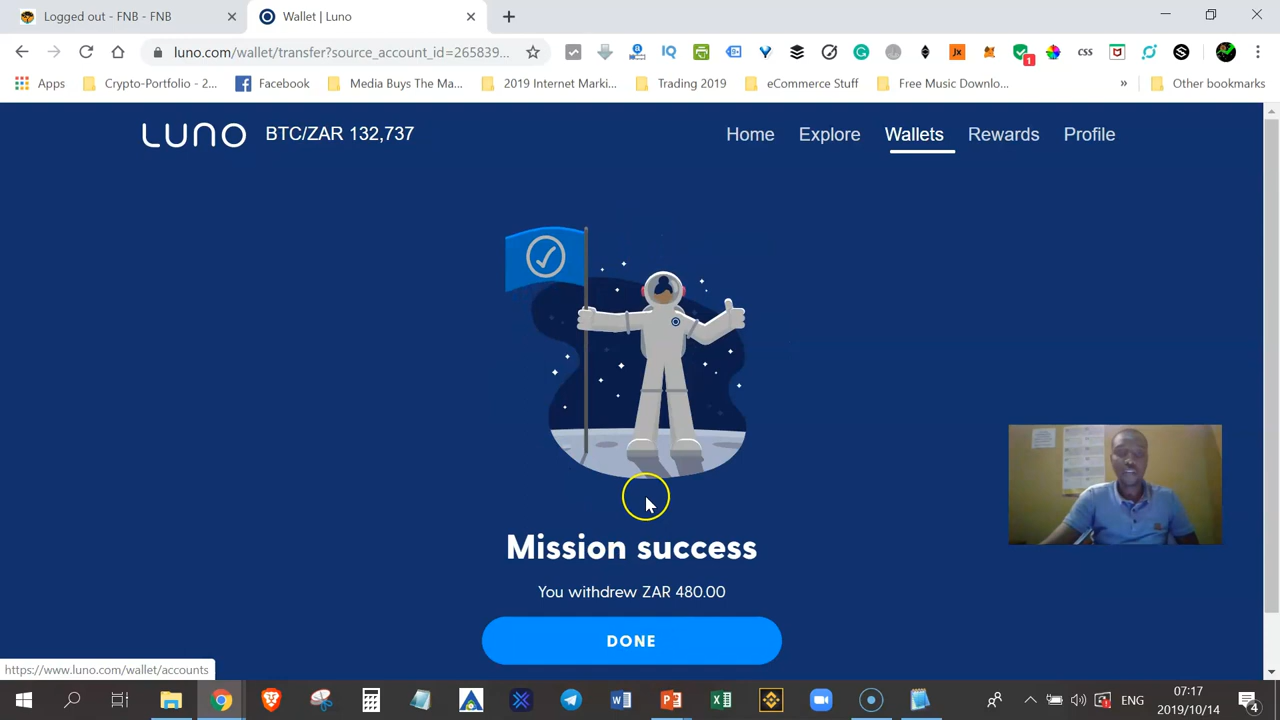 Logged out - FNB - FNB
Wallet | Luno
luno.com/wallet/transfer?source_account_id=265839...
css
1
Apps
Crypto-Portfolio - 2...
Facebook
Media Buys The Ma...
2019 Internet Marki...
Trading 2019
eCommerce Stuff
Free Music Downlo...
»
Other bookmarks
LUNO
BTC/ZAR 132,737
Home
Explore
Wallets
Rewards
Profile
Mission success
You withdrew ZAR 480.00
DONE
https://www.luno.com/wallet/accounts
ENG
07:17
2019/10/14
4